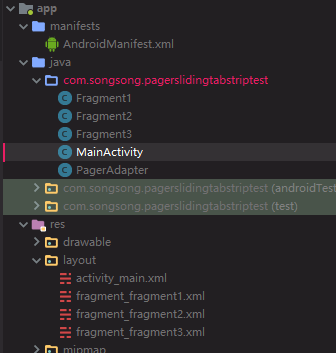 app
manifests
AndroidManifest.xml
java
com.songsong.pagerslidingtabstriptest
Fragment1
Fragment2
Fragment3
MainActivity
PagerAdapter
com.songsong.pagerslidingtabstriptest (androidTest
com.songsong.pagerslidingtabstriptest (test)
res
drawable
layout
activity_main.xml
fragment_fragment1.xml
fragment_fragment2.xml
fragment_fragment3.xml
mipmap